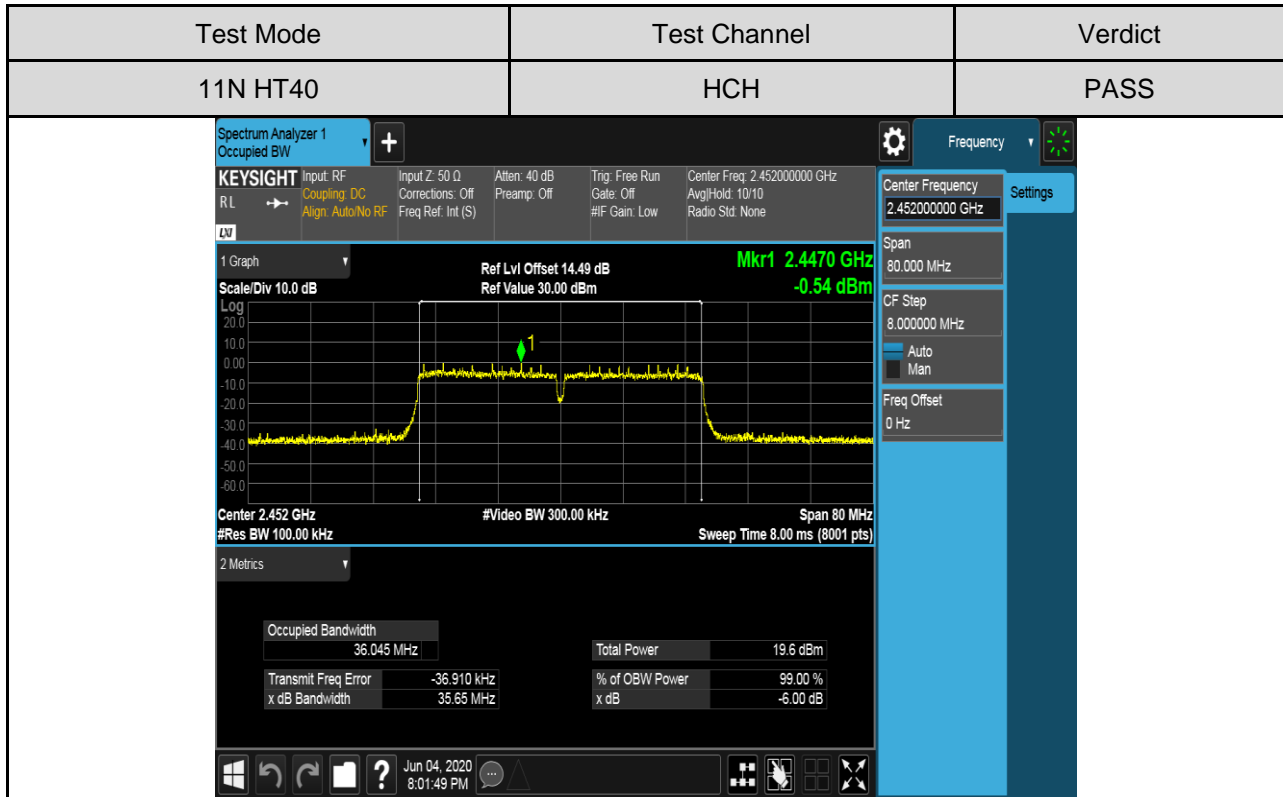 Test Mode Test Channel Verdict
11N HT40 HCH PASS
Spectrum Analyzer 1
Occupied BW
+
Frequency
KEYSIGHT
RL
LXI
Input: RF
Coupling: DC
Align: Auto/No RF
Input Z: 50 Ω
Corrections: Off
Freq Ref: Int (S)
Atten: 40 dB
Preamp: Off
Trig: Free Run
Gate: Off
#IF Gain: Low
Center Freq: 2.452000000 GHz
Avg|Hold: 10/10
Radio Std: None
Center Frequency
2.452000000 GHz
Settings
Span
80.000 MHz
CF Step
8.000000 MHz
Auto
Man
Freq Offset
0 Hz
1 Graph
Scale/Div 10.0 dB
Ref Lvl Offset 14.49 dB
Ref Value 30.00 dBm
Mkr1 2.4470 GHz
-0.54 dBm
Log
20.0
10.0
0.00
-10.0
-20.0
-30.0
-40.0
-50.0
-60.0
1
Center 2.452 GHz
#Res BW 100.00 kHz
#Video BW 300.00 kHz
Span 80 MHz
Sweep Time 8.00 ms (8001 pts)
2 Metrics
Occupied Bandwidth
36.045 MHz
Total Power 19.6 dBm
Transmit Freq Error -36.910 kHz
% of OBW Power 99.00 %
x dB Bandwidth 35.65 MHz
x dB -6.00 dB
?
Jun 04, 2020
8:01:49 PM